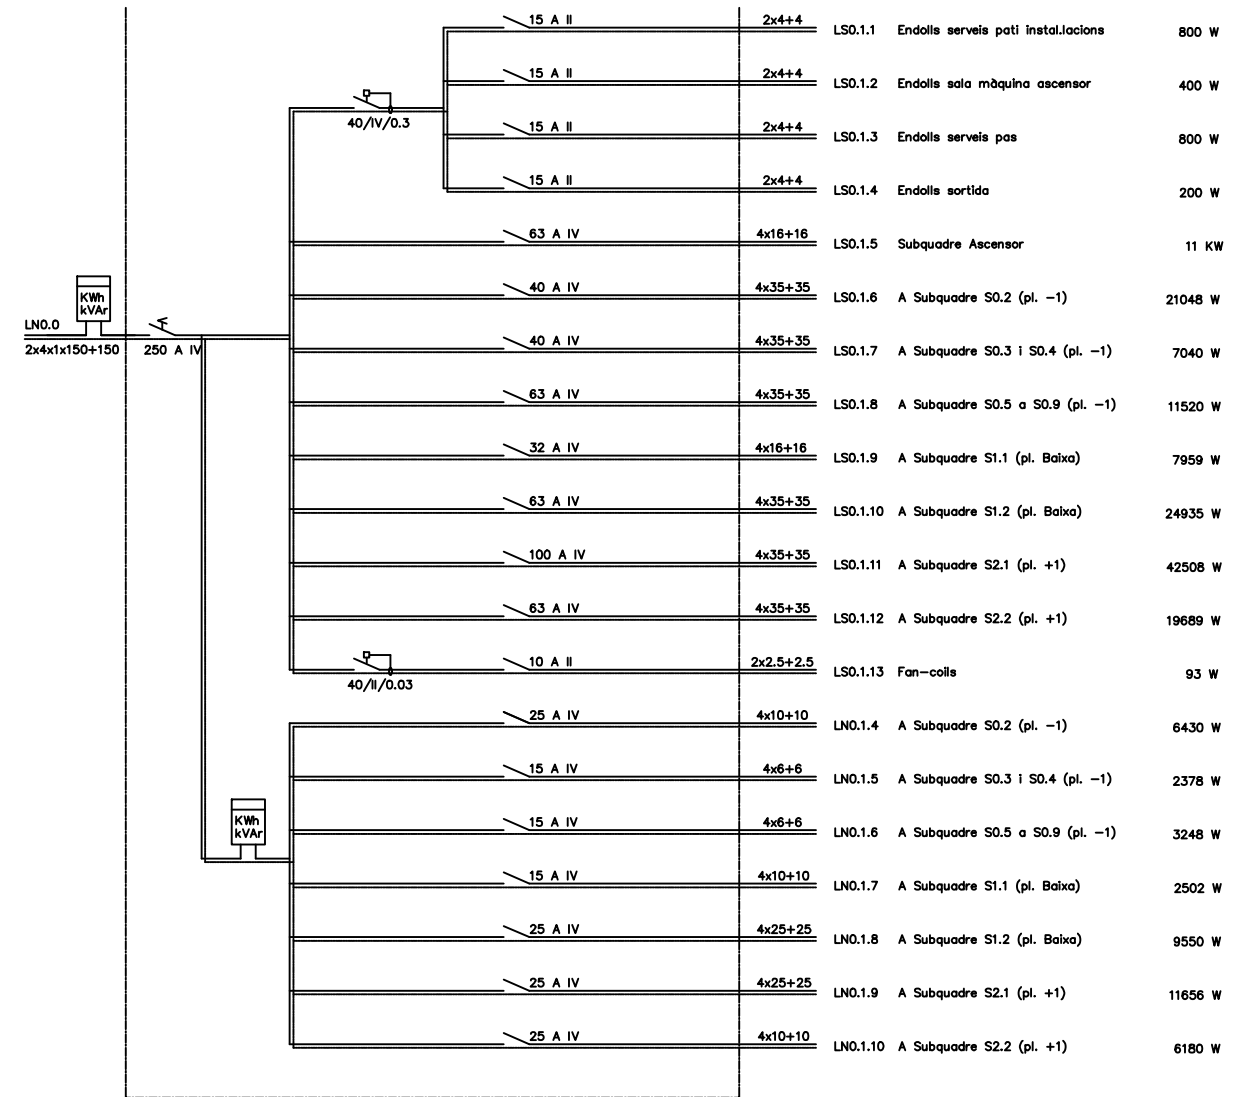 15 A II 2x4+4 LS0.1.1 Endolls serveis pati instal.lacions 800 W
15 A II 2x4+4 LS0.1.2 Endolls sala màquina ascensor 400 W
40/IV/0.3
15 A II 2x4+4 LS0.1.3 Endolls serveis pas 800 W
15 A II 2x4+4 LS0.1.4 Endolls sortida 200 W
63 A IV 4x16+16 LS0.1.5 Subquadre Ascensor 11 KW
KWh
kVAr
40 A IV 4x35+35 LS0.1.6 A Subquadre S0.2 (pl. -1) 21048 W
LN0.0
2x4x1x150+150 250 A IV
40 A IV 4x35+35 LS0.1.7 A Subquadre S0.3 i S0.4 (pl. -1) 7040 W
63 A IV 4x35+35 LS0.1.8 A Subquadre S0.5 a S0.9 (pl. -1) 11520 W
32 A IV 4x16+16 LS0.1.9 A Subquadre S1.1 (pl. Baixa) 7959 W
63 A IV 4x35+35 LS0.1.10 A Subquadre S1.2 (pl. Baixa) 24935 W
100 A IV 4x35+35 LS0.1.11 A Subquadre S2.1 (pl. +1) 42508 W
63 A IV 4x35+35 LS0.1.12 A Subquadre S2.2 (pl. +1) 19689 W
40/II/0.03 10 A II 2x2.5+2.5 LS0.1.13 Fan-coils 93 W
25 A IV 4x10+10 LN0.1.4 A Subquadre S0.2 (pl. -1) 6430 W
15 A IV 4x6+6 LN0.1.5 A Subquadre S0.3 i S0.4 (pl. -1) 2378 W
KWh
kVAr
15 A IV 4x6+6 LN0.1.6 A Subquadre S0.5 a S0.9 (pl. -1) 3248 W
15 A IV 4x10+10 LN0.1.7 A Subquadre S1.1 (pl. Baixa) 2502 W
25 A IV 4x25+25 LN0.1.8 A Subquadre S1.2 (pl. Baixa) 9550 W
25 A IV 4x25+25 LN0.1.9 A Subquadre S2.1 (pl. +1) 11656 W
25 A IV 4x10+10 LN0.1.10 A Subquadre S2.2 (pl. +1) 6180 W